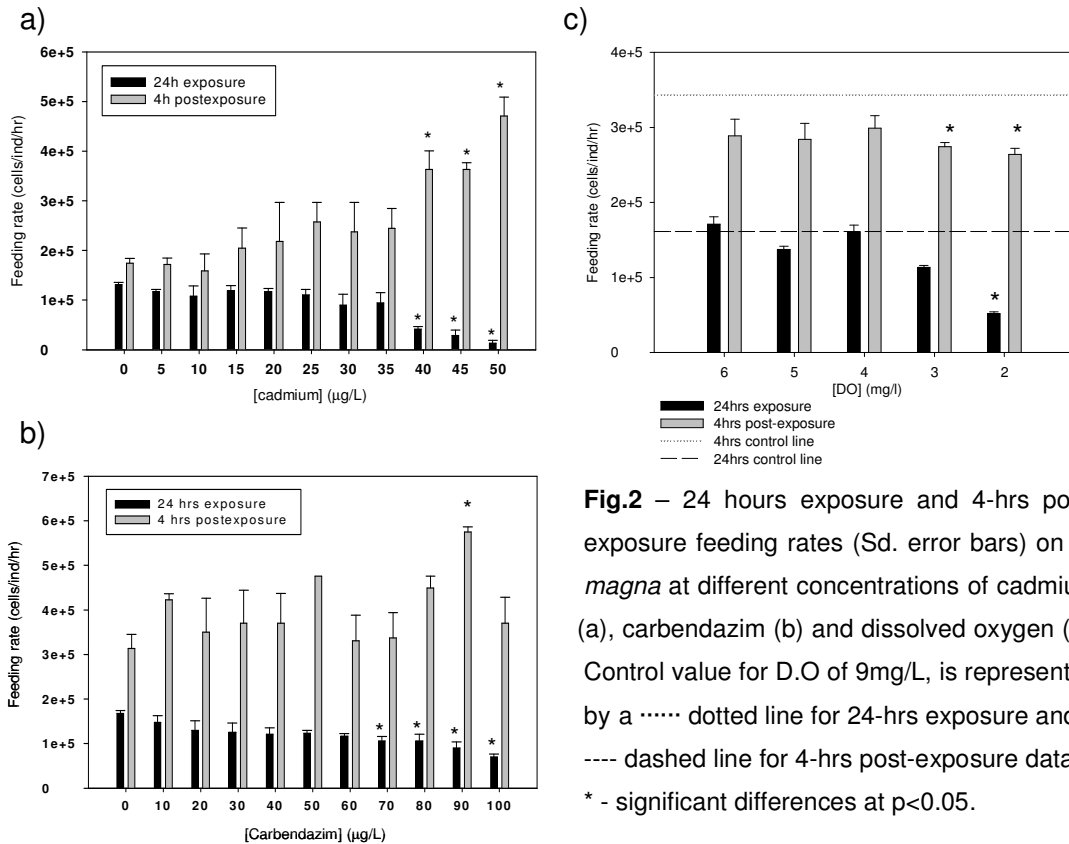 a)
6e+5
5e+5
4e+5
3e+5
2e+5
1e+5
0
Feeding rate (cells/ind/hr)
24h exposure
4h postexposure
* * * * * *
0 5 10 15 20 25 30 35 40 45 50
[cadmium] (µg/L)
b)
7e+5
6e+5
5e+5
4e+5
3e+5
2e+5
1e+5
0
Feeding rate (cells/ind/hr)
24 hrs exposure
4 hrs postexposure
* * * * *
0 10 20 30 40 50 60 70 80 90 100
[Carbendazim] (µg/L)
c)
4e+5
3e+5
2e+5
1e+5
0
Feeding rate (cells/ind/hr)
* * *
6 5 4 3 2
[DO] (mg/l)
24hrs exposure
4hrs post-exposure
4hrs control line
24hrs control line
Fig.2 – 24 hours exposure and 4-hrs pos
exposure feeding rates (Sd. error bars) on
magna at different concentrations of cadmiu
(a), carbendazim (b) and dissolved oxygen (
Control value for D.O of 9mg/L, is represent
by a ...... dotted line for 24-hrs exposure and
---- dashed line for 4-hrs post-exposure data
* - significant differences at p<0.05.